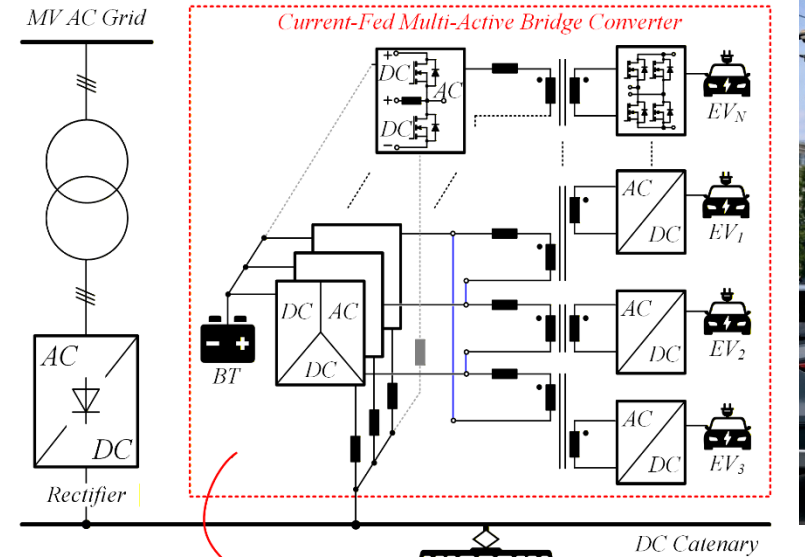 MV AC Grid
Current-Fed Multi-Active Bridge Converter
+
DC
AC
+
DC
−
EV_N
AC
DC
EV_1
DC
AC
DC
AC
DC
EV_2
BT
AC
DC
AC
DC
EV_3
Rectifier
DC Catenary